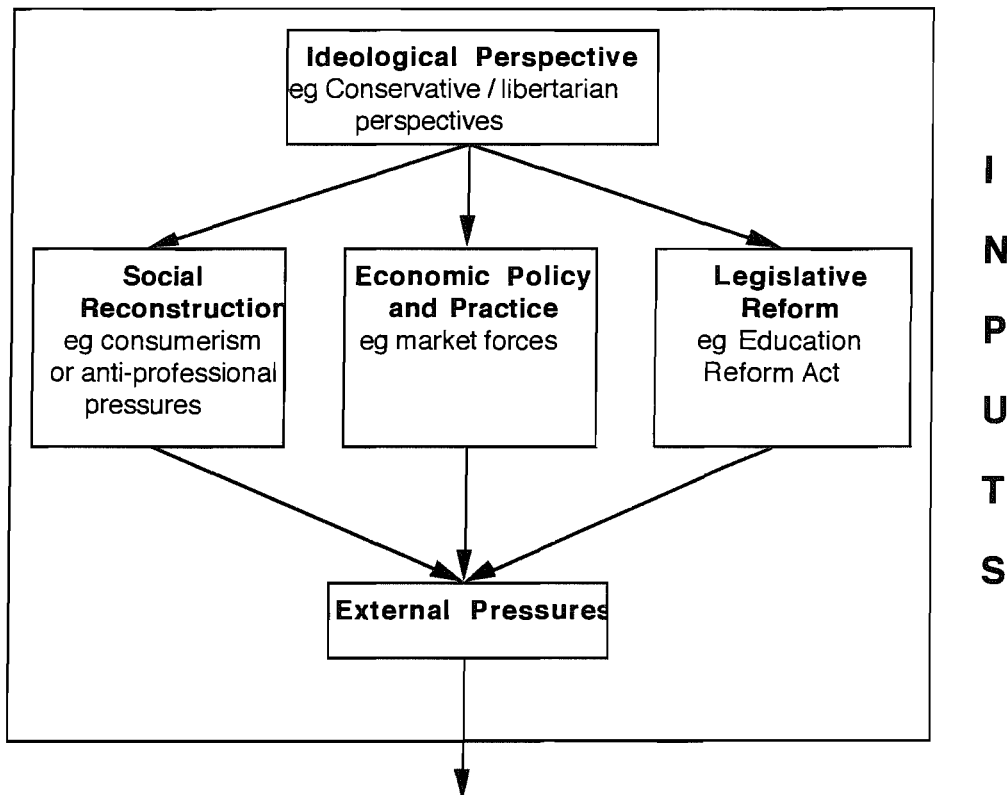 Ideological Perspective
eg Conservative / libertarian
perspectives
Social
Reconstruction
eg consumerism
or anti-professional
pressures
Economic Policy
and Practice
eg market forces
Legislative
Reform
eg Education
Reform Act
External Pressures
I
N
P
U
T
S